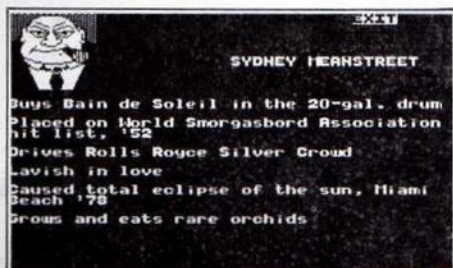 EXIT
SYDNEY MEANSTREET
Buys Bain de Soleil in the 20-gal. drum
Placed on World Smorgasbord Association
hit list, '52
Drives Rolls Royce Silver Crowd
Lavish in love
Caused total eclipse of the sun, Miami
Beach '78
Grows and eats rare orchids